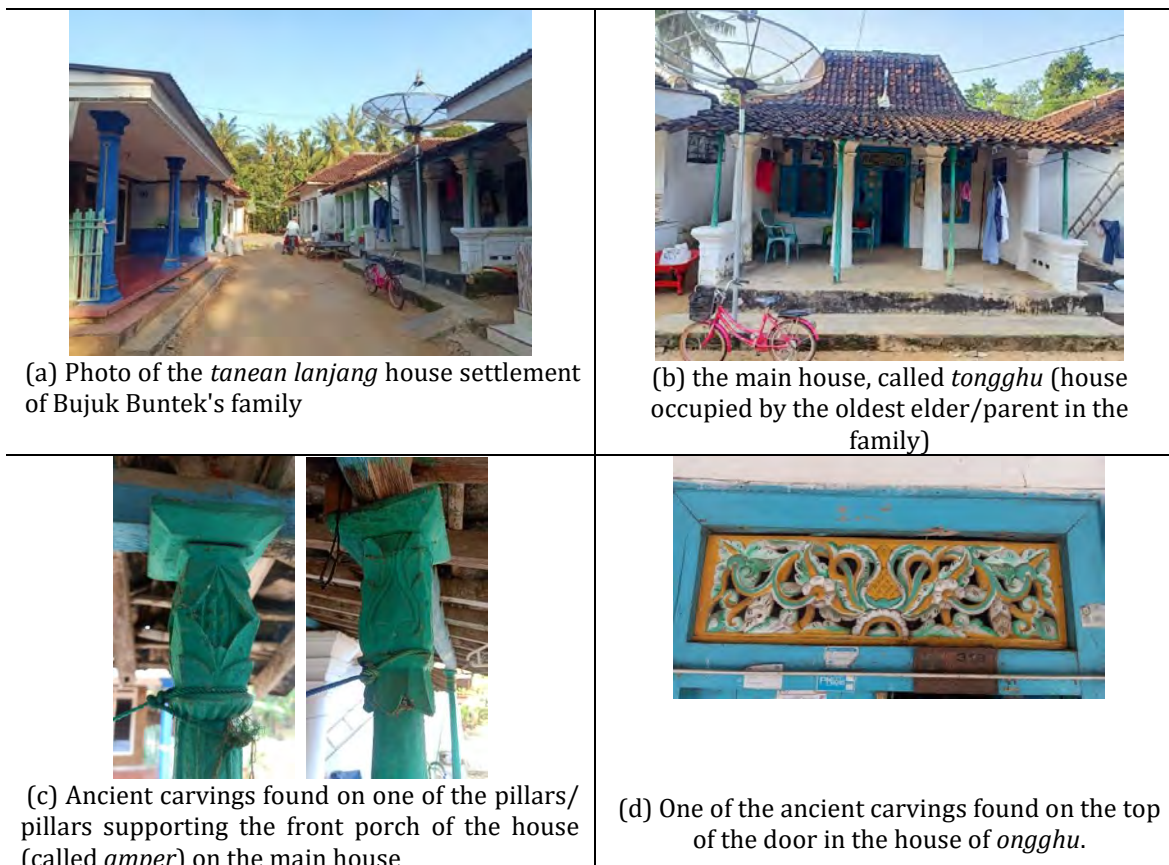 (a) Photo of the tanean lanjang house settlement
of Bujuk Buntek's family
(b) the main house, called tongghu (house
occupied by the oldest elder/parent in the
family)
(c) Ancient carvings found on one of the pillars/
pillars supporting the front porch of the house
(called amper) on the main house
(d) One of the ancient carvings found on the top
of the door in the house of ongghu.